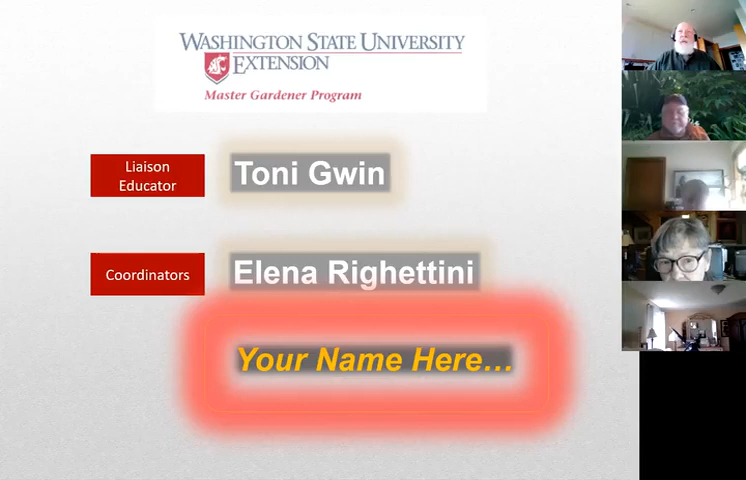 WASHINGTON STATE UNIVERSITY
EXTENSION
Master Gardener Program
Liaison
Educator
Toni Gwin
Coordinators
Elena Righettini
Your Name Here...